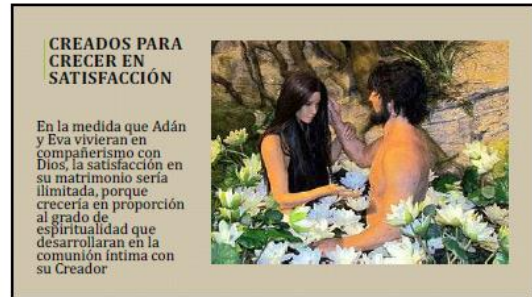 CREADOS PARA
CRECER EN
SATISFACCIÓN
En la medida que Adán
y Eva vivieran en
compañerismo con
Dios, la satisfacción en
su matrimonio sería
ilimitada, porque
crecería en proporción
al grado de
espiritualidad que
desarrollaran en la
comunión íntima con
su Creador